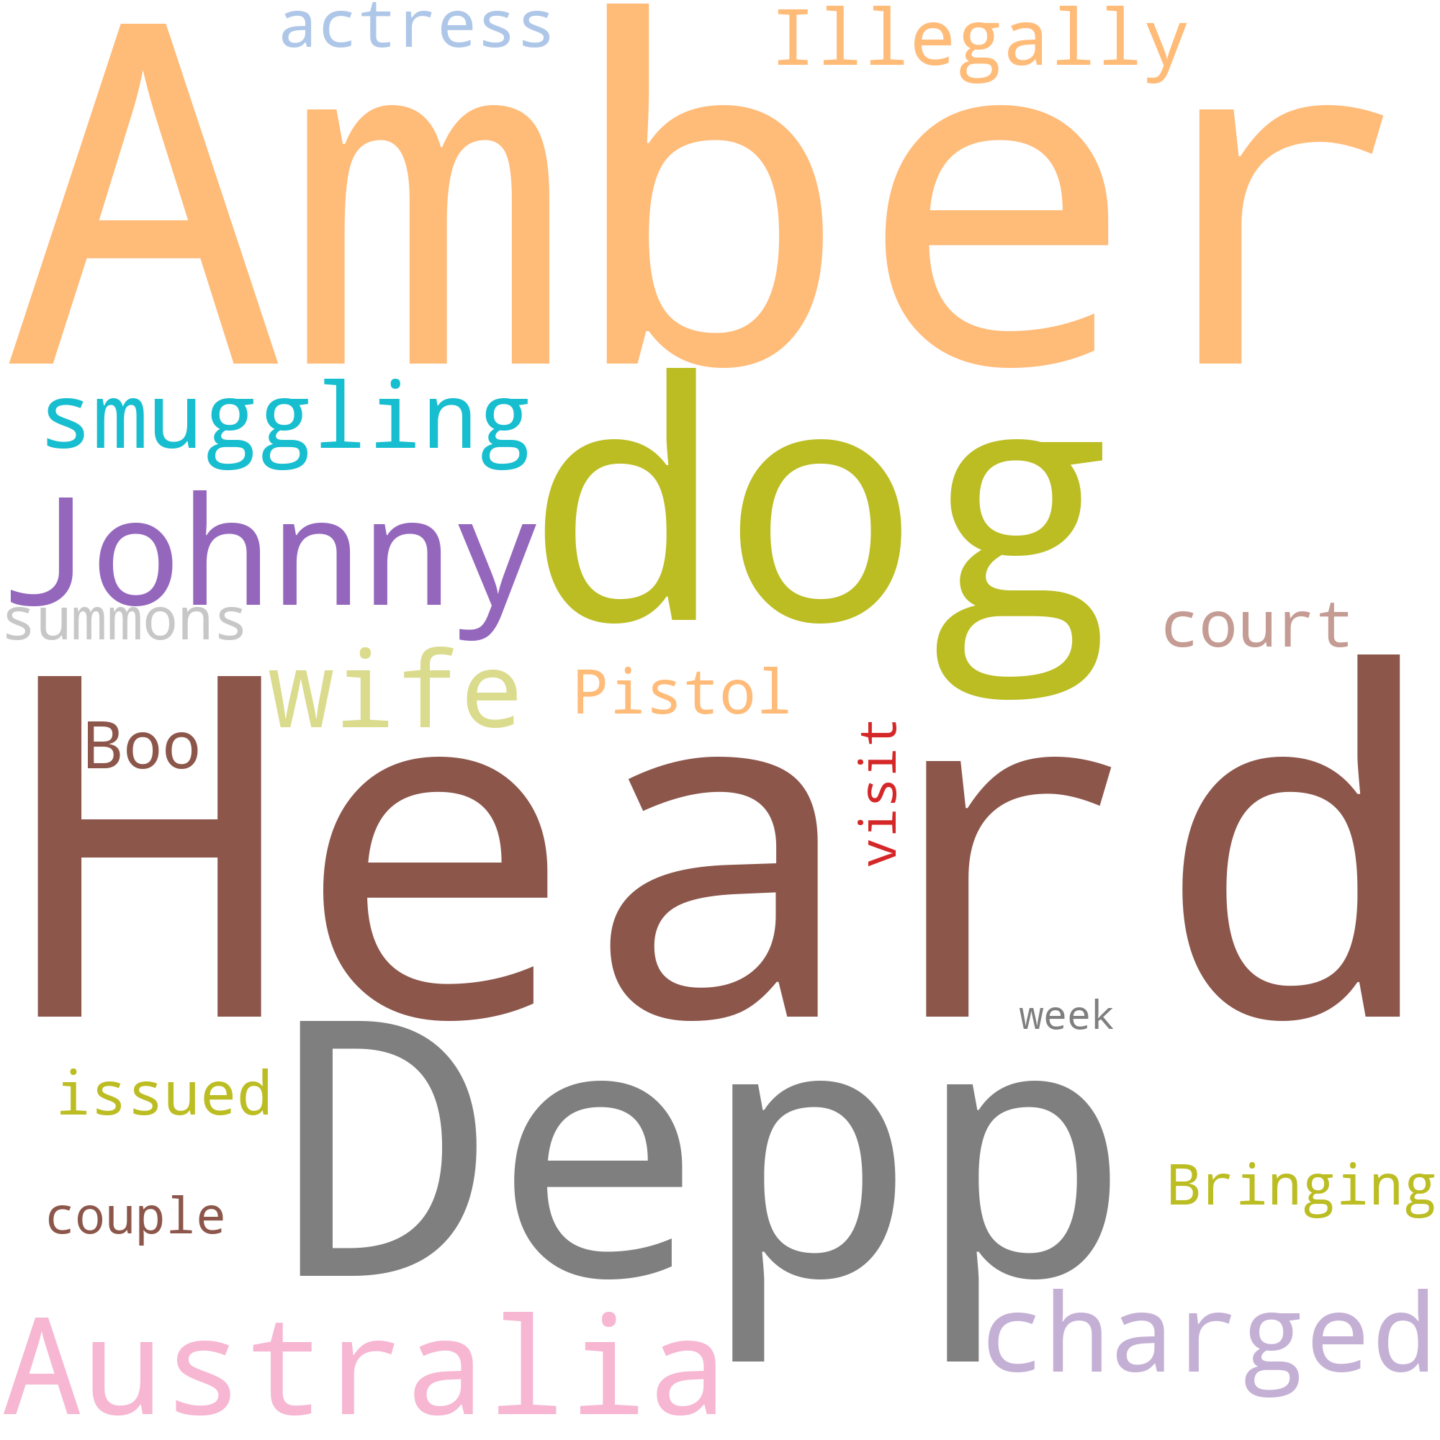 actress
Illegally
Amber
smuggling
dog
Johnny
summons
court
wife
Pistol
Boo
visit
Heard
week
Depp
issued
Bringing
couple
charged
Australia